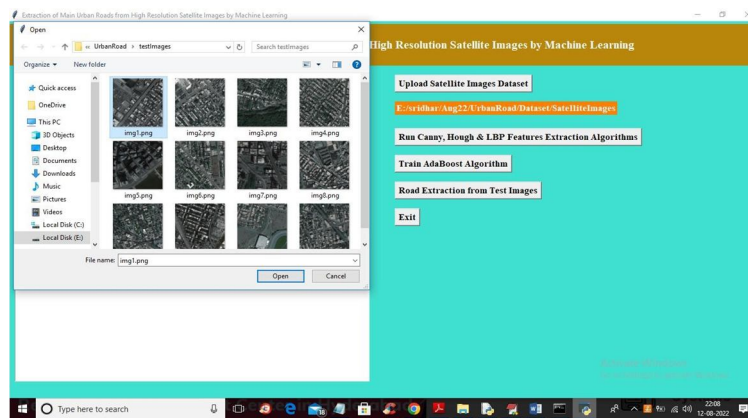 Extraction of Main Urban Roads from High Resolution Satellite Images by Machine Learning
Open
High Resolution Satellite Images by Machine Learning
« UrbanRoad > testImages
Search testImages
Organize
New folder
Quick access
OneDrive
This PC
3D Objects
Desktop
Documents
Downloads
Music
Pictures
Videos
Local Disk (C:)
Local Disk (E:)
img1.png img2.png img3.png img4.png
img5.png img6.png img7.png img8.png
File name: img1.png
Open Cancel
Upload Satellite Images Dataset
E:/sridhar/Aug22/UrbanRoad/Dataset/SatelliteImages
Run Canny, Hough & LBP Features Extraction Algorithms
Train AdaBoost Algorithm
Road Extraction from Test Images
Exit
Type here to search
22:08
12-08-2022